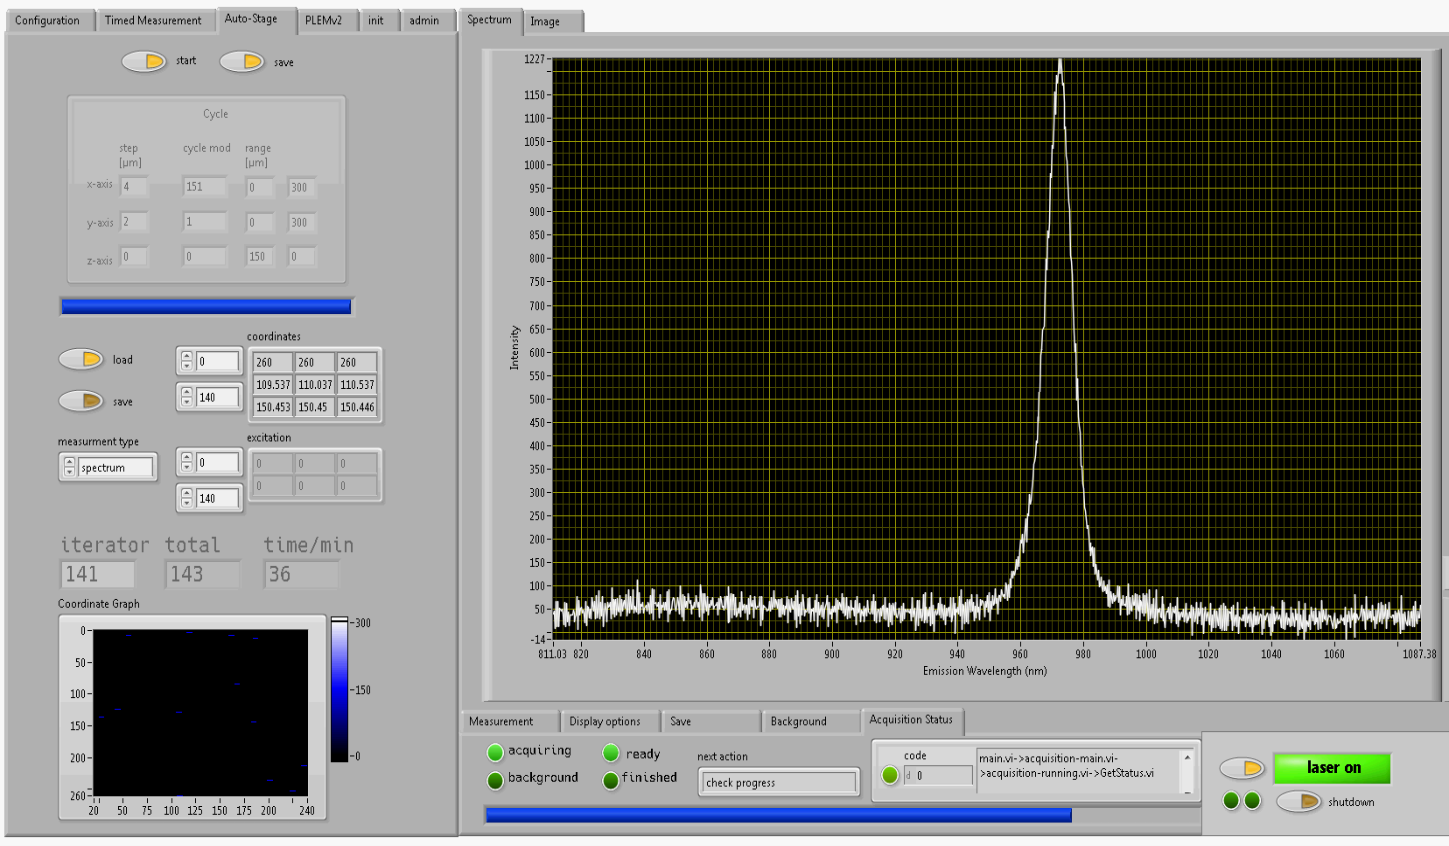 Configuration Timed Measurement Auto-Stage PLEMv2 init admin Spectrum Image
start save
Cycle
step [µm] cycle mod range [µm]
x-axis 4 151 0 300
y-axis 2 1 0 300
z-axis 0 0 150 0
coordinates
load 0 260 260 260
109.537 110.037 110.537
save 140 150.453 150.45 150.446
measurment type excitation
spectrum 0 0 0 0
140 0 0 0
iterator total time/min
141 143 36
Coordinate Graph
0 50 100 150 200 260
20 50 75 100 125 150 175 200 240
300 150 0
Intensity
1227 1150 1100 1050 1000 950 900 850 800 750 700 650 600 550 500 450 400 350 300 250 200 150 100 50 -14
811.03 820 840 860 880 900 920 940 960 980 1000 1020 1040 1060 1087.38
Emission Wavelength (nm)
Measurement Display options Save Background Acquisition Status
acquiring ready next action
background finished check progress
code
d 0
main.vi->acquisition-main.vi-
>acquisition-running.vi->GetStatus.vi
laser on
shutdown